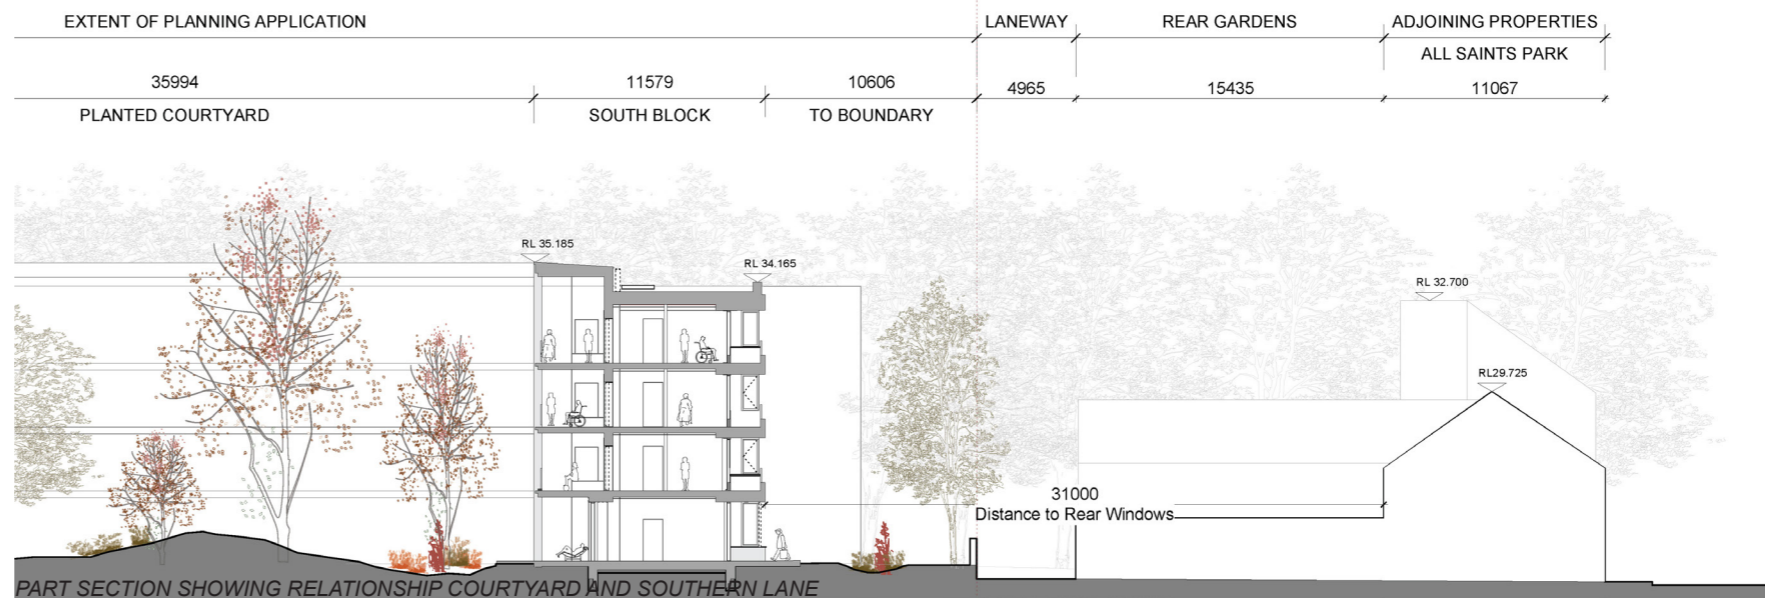 EXTENT OF PLANNING APPLICATION
LANEWAY
REAR GARDENS
ADJOINING PROPERTIES
ALL SAINTS PARK
35994
11579
10606
4965
15435
11067
PLANTED COURTYARD
SOUTH BLOCK
TO BOUNDARY
RL 35.185
RL 34.165
RL 32.700
RL29.725
31000
Distance to Rear Windows
PART SECTION SHOWING RELATIONSHIP COURTYARD AND SOUTHERN LANE